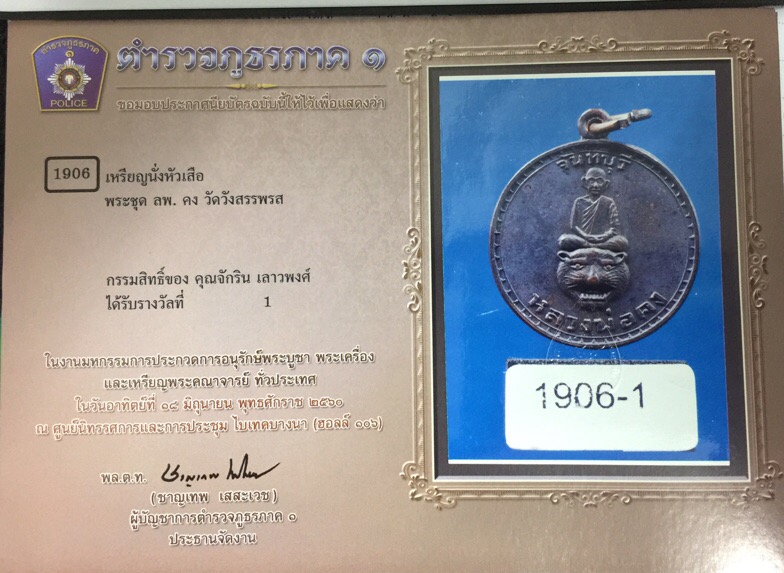 ตำรวจภูธรภาค
๑
POLICE
ตำรวจภูธรภาค ๑
ขอมอบประกาศนียบัตรฉบับนี้ให้ไว้เพื่อแสดงว่า
1906
เหรียญนั่งหัวเสือ
พระชุด ลพ. คง วัดวังสรรพรส
กรรมสิทธิ์ของ คุณจักริน เลาวพงศ์
ได้รับรางวัลที่ 1
ในงานมหกรรมการประกวดการอนุรักษ์พระบูชา พระเครื่อง
และเหรียญพระคณาจารย์ ทั่วประเทศ
ในวันอาทิตย์ที่ ๑๘ มิถุนายน พุทธศักราช ๒๕๖๐
ณ ศูนย์นิทรรศการและการประชุม ไบเทคบางนา (ฮอลล์ ๑๐๖)
พล.ต.ท.
(ชาญเทพ เสสะเวช)
ผู้บัญชาการตำรวจภูธรภาค ๑
ประธานจัดงาน
จันทบุรี
หลวงพ่อคง
1906-1